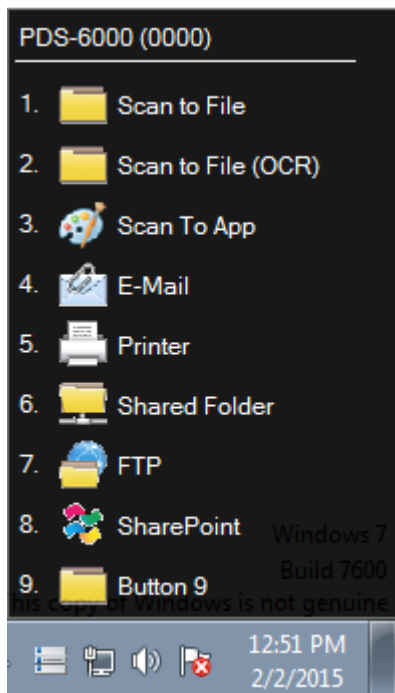 PDS-6000 (0000)
1. Scan to File
2. Scan to File (OCR)
3. Scan To App
4. E-Mail
5. Printer
6. Shared Folder
7. FTP
8. SharePoint
Windows 7
Build 7600
9. Button 9
his copy of Windows is not genuine
12:51 PM
2/2/2015